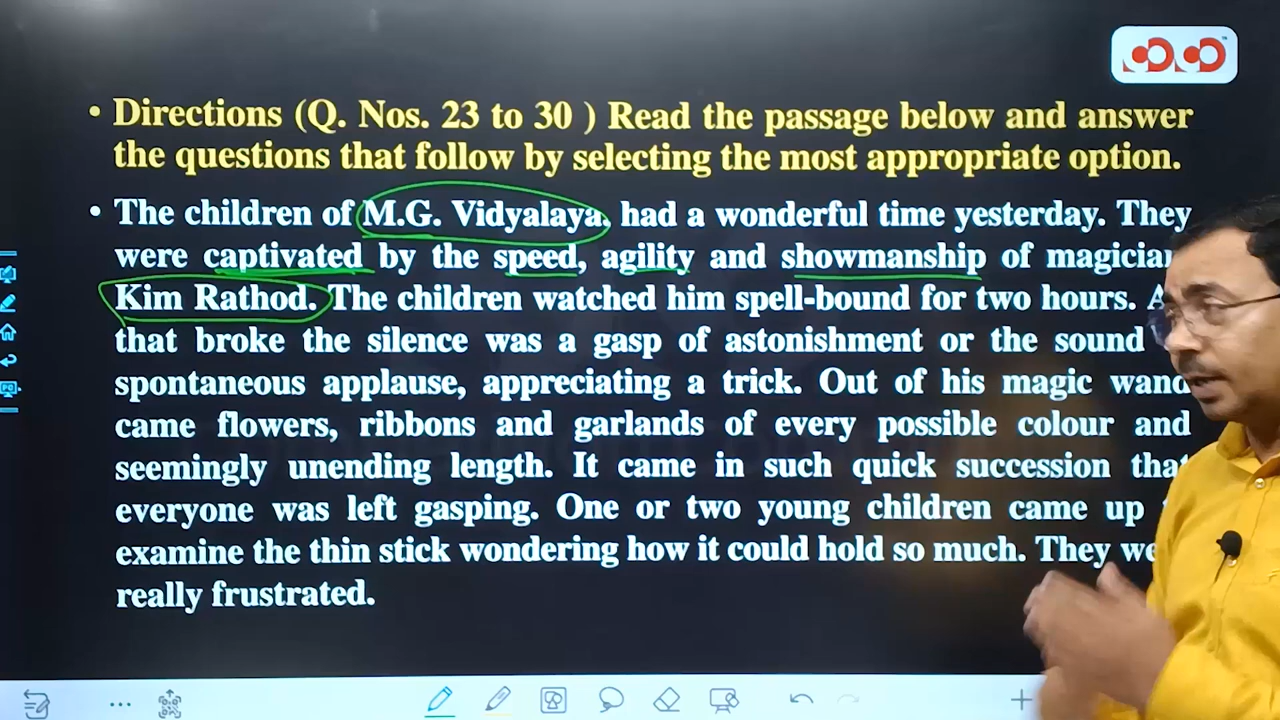 • Directions (Q. Nos. 23 to 30 ) Read the passage below and answer
the questions that follow by selecting the most appropriate option.
• The children of M.G. Vidyalaya, had a wonderful time yesterday. They
were captivated by the speed, agility and showmanship of
Kim Rathod. The children watched him spell-bound for two hours.
that broke the silence was a gasp of astonishment or the sound
spontaneous applause, appreciating a trick. Out of his magic wand
came flowers, ribbons and garlands of every possible colour and
seemingly unending length. It came in such quick succession that
everyone was left gasping. One or two young children came up
examine the thin stick wondering how it could hold so much. They
really frustrated.